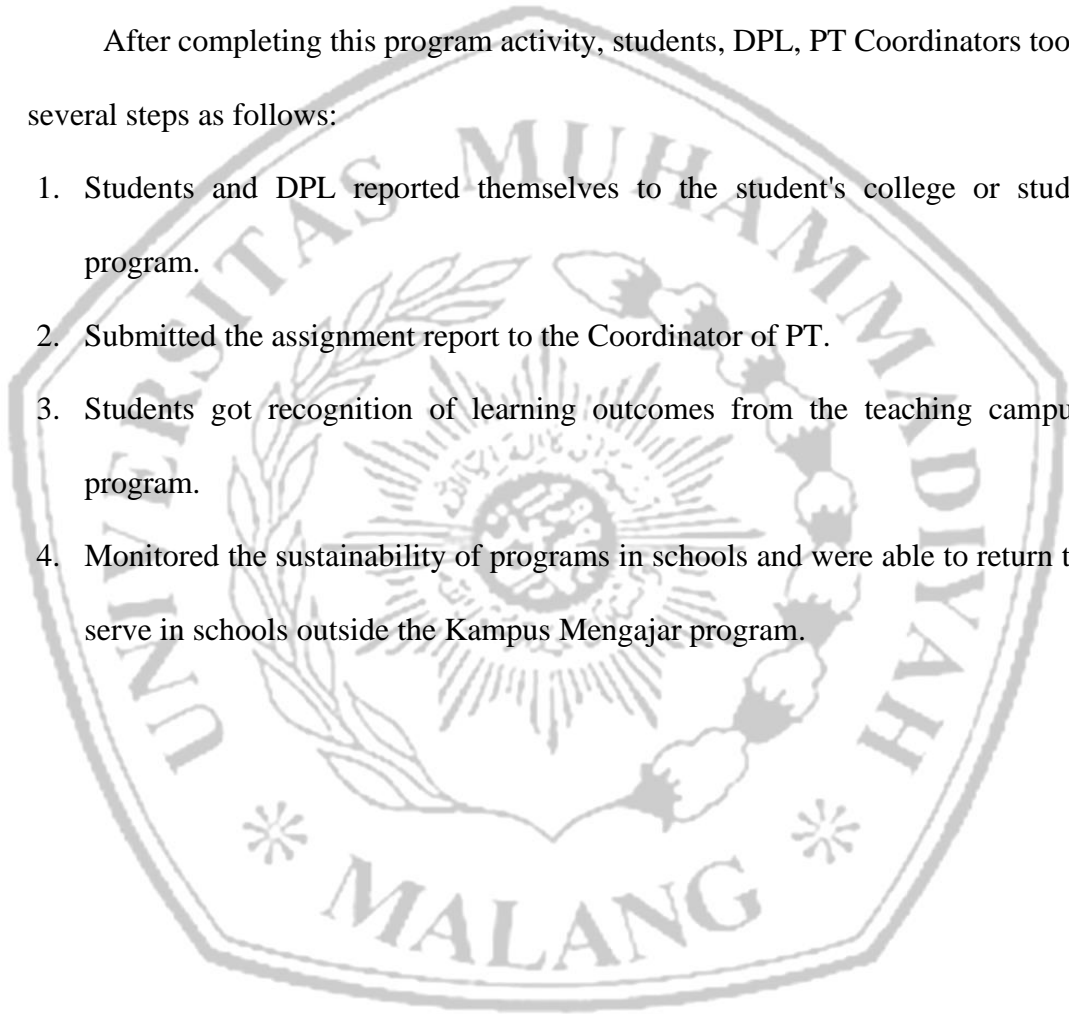 After completing this program activity, students, DPL, PT Coordinators too
several steps as follows:
1. Students and DPL reported themselves to the student's college or stud
program.
2. Submitted the assignment report to the Coordinator of PT.
3. Students got recognition of learning outcomes from the teaching campu
program.
4. Monitored the sustainability of programs in schools and were able to return t
serve in schools outside the Kampus Mengajar program.
UNIVERSITAS MUHAMMADIYAH
MALANG